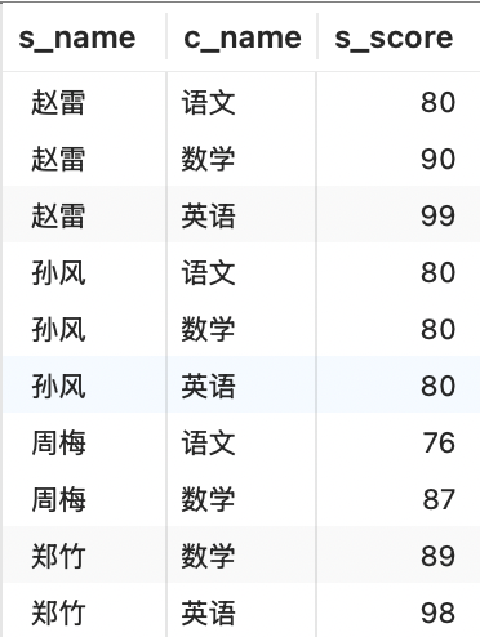 s_name c_name s_score
赵雷 语文 80
赵雷 数学 90
赵雷 英语 99
孙风 语文 80
孙风 数学 80
孙风 英语 80
周梅 语文 76
周梅 数学 87
郑竹 数学 89
郑竹 英语 98